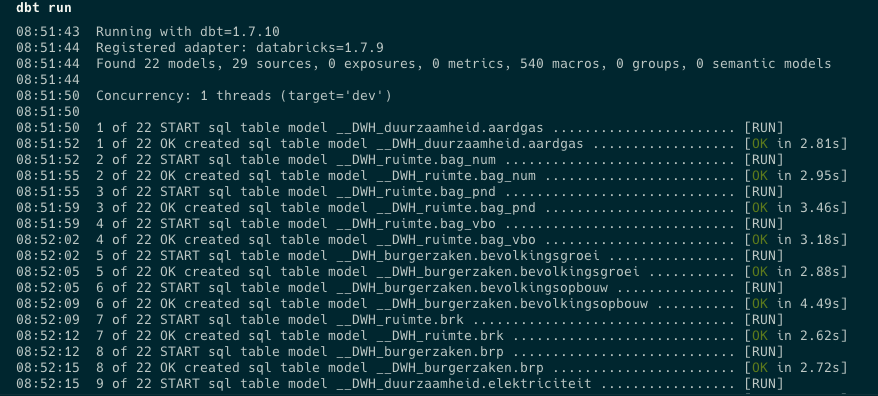 dbt run
08:51:43  Running with dbt=1.7.10
08:51:44  Registered adapter: databricks=1.7.9
08:51:44  Found 22 models, 29 sources, 0 exposures, 0 metrics, 540 macros, 0 groups, 0 semantic models
08:51:44
08:51:50  Concurrency: 1 threads (target='dev')
08:51:50
08:51:50  1 of 22 START sql table model __DWH_duurzaamheid.aardgas ....................... [RUN]
08:51:52  1 of 22 OK created sql table model __DWH_duurzaamheid.aardgas .................. [OK in 2.81s]
08:51:52  2 of 22 START sql table model __DWH_ruimte.bag_num ............................. [RUN]
08:51:55  2 of 22 OK created sql table model __DWH_ruimte.bag_num ........................ [OK in 2.95s]
08:51:55  3 of 22 START sql table model __DWH_ruimte.bag_pnd ............................. [RUN]
08:51:59  3 of 22 OK created sql table model __DWH_ruimte.bag_pnd ........................ [OK in 3.46s]
08:51:59  4 of 22 START sql table model __DWH_ruimte.bag_vbo ............................. [RUN]
08:52:02  4 of 22 OK created sql table model __DWH_ruimte.bag_vbo ........................ [OK in 3.18s]
08:52:02  5 of 22 START sql table model __DWH_burgerzaken.bevolkingsgroei ................ [RUN]
08:52:05  5 of 22 OK created sql table model __DWH_burgerzaken.bevolkingsgroei ........... [OK in 2.88s]
08:52:05  6 of 22 START sql table model __DWH_burgerzaken.bevolkingsopbouw ............... [RUN]
08:52:09  6 of 22 OK created sql table model __DWH_burgerzaken.bevolkingsopbouw .......... [OK in 4.49s]
08:52:09  7 of 22 START sql table model __DWH_ruimte.brk ................................. [RUN]
08:52:12  7 of 22 OK created sql table model __DWH_ruimte.brk ............................ [OK in 2.62s]
08:52:12  8 of 22 START sql table model __DWH_burgerzaken.brp ............................ [RUN]
08:52:15  8 of 22 OK created sql table model __DWH_burgerzaken.brp ....................... [OK in 2.72s]
08:52:15  9 of 22 START sql table model __DWH_duurzaamheid.elektriciteit ................. [RUN]